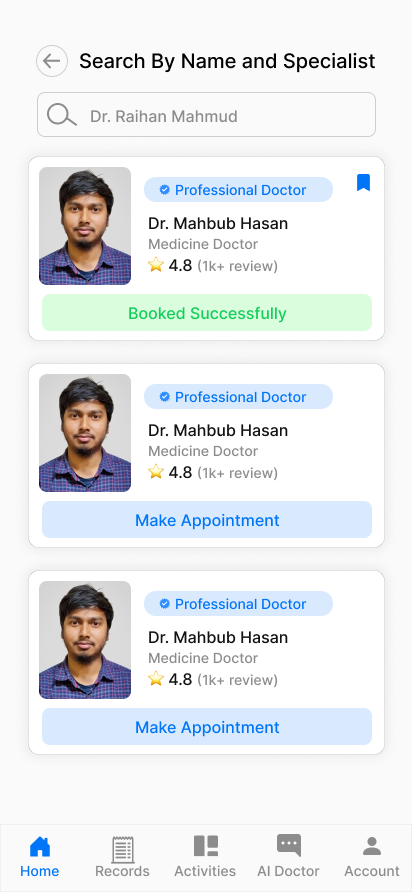 Search By Name and Specialist
Dr. Raihan Mahmud
Professional Doctor
Dr. Mahbub Hasan
Medicine Doctor
4.8 (1k+ review)
Booked Successfully
Professional Doctor
Dr. Mahbub Hasan
Medicine Doctor
4.8 (1k+ review)
Make Appointment
Professional Doctor
Dr. Mahbub Hasan
Medicine Doctor
4.8 (1k+ review)
Make Appointment
Home Records Activities AI Doctor Account